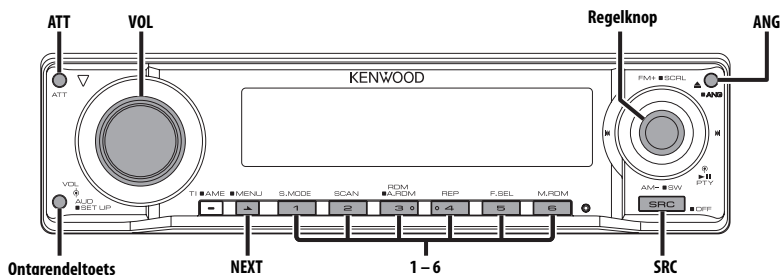 ATT VOL Regelknop ANG
KENWOOD
ATT
FM+ ■SCRL
▲ ■ANG
VOL
AUD
■SET UP
TI ■AME ■MENU S.MODE SCAN RDM ■A.RDM REP F.SEL M.RDM
1 2 3 4 5 6
AM– ■SW
PTY
SRC ■OFF
Ontgrendeltoets NEXT 1 – 6 SRC